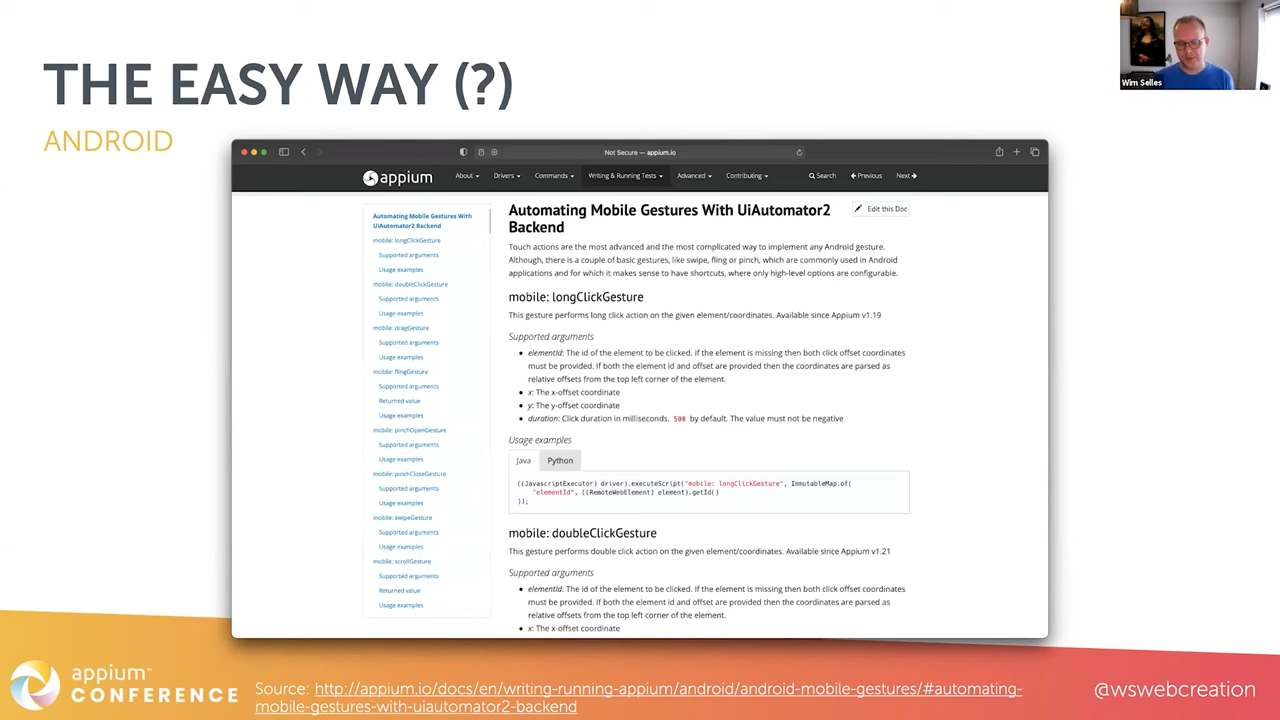 THE EASY WAY (?)
ANDROID
Wim Selles
Not Secure — appium.io
appium
About
Drivers
Commands
Writing & Running Tests
Advanced
Contributing
Search
Previous
Next
Automating Mobile Gestures With
UiAutomator2 Backend
mobile: longClickGesture
Supported arguments
Usage examples
mobile: doubleClickGesture
Supported arguments
Usage examples
mobile: dragGesture
Supported arguments
Usage examples
mobile: flingGesture
Supported arguments
Returned value
Usage examples
mobile: pinchOpenGesture
Supported arguments
Usage examples
mobile: pinchCloseGesture
Supported arguments
Usage examples
mobile: swipeGesture
Supported arguments
Usage examples
mobile: scrollGesture
Supported arguments
Returned value
Usage examples
Automating Mobile Gestures With UiAutomator2
Backend
Edit this Doc
Touch actions are the most advanced and the most complicated way to implement any Android gesture.
Although, there is a couple of basic gestures, like swipe, fling or pinch, which are commonly used in Android
applications and for which it makes sense to have shortcuts, where only high-level options are configurable.
mobile: longClickGesture
This gesture performs long click action on the given element/coordinates. Available since Appium v1.19
Supported arguments
• elementId: The id of the element to be clicked. If the element is missing then both click offset coordinates
must be provided. If both the element id and offset are provided then the coordinates are parsed as
relative offsets from the top left corner of the element.
• x: The x-offset coordinate
• y: The y-offset coordinate
• duration: Click duration in milliseconds. 500 by default. The value must not be negative
Usage examples
Java Python
((JavascriptExecutor) driver).executeScript("mobile: longClickGesture", ImmutableMap.of(
"elementId", ((RemoteWebElement) element).getId()
));
mobile: doubleClickGesture
This gesture performs double click action on the given element/coordinates. Available since Appium v1.21
Supported arguments
• elementId: The id of the element to be clicked. If the element is missing then both click offset coordinates
must be provided. If both the element id and offset are provided then the coordinates are parsed as
relative offsets from the top left corner of the element.
• x: The x-offset coordinate
appium™
CONFERENCE
Source: http://appium.io/docs/en/writing-running-appium/android/android-mobile-gestures/#automating-
mobile-gestures-with-uiautomator2-backend
@wswebcreation